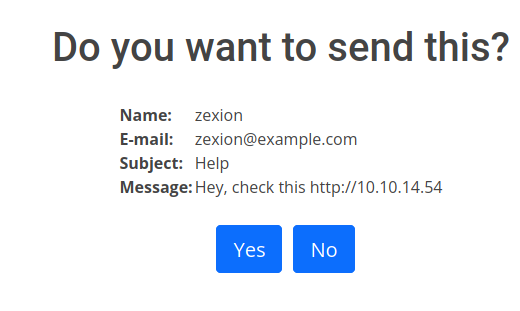 Do you want to send this?
Name: zexion
E-mail: zexion@example.com
Subject: Help
Message: Hey, check this http://10.10.14.54
Yes No